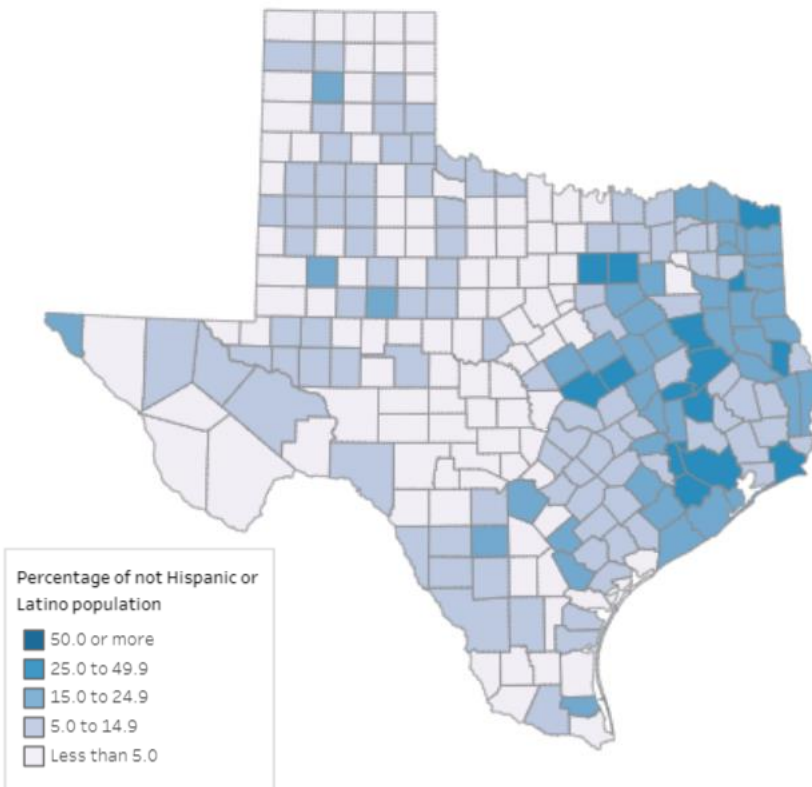 Percentage of not Hispanic or
Latino population
50.0 or more
25.0 to 49.9
15.0 to 24.9
5.0 to 14.9
Less than 5.0